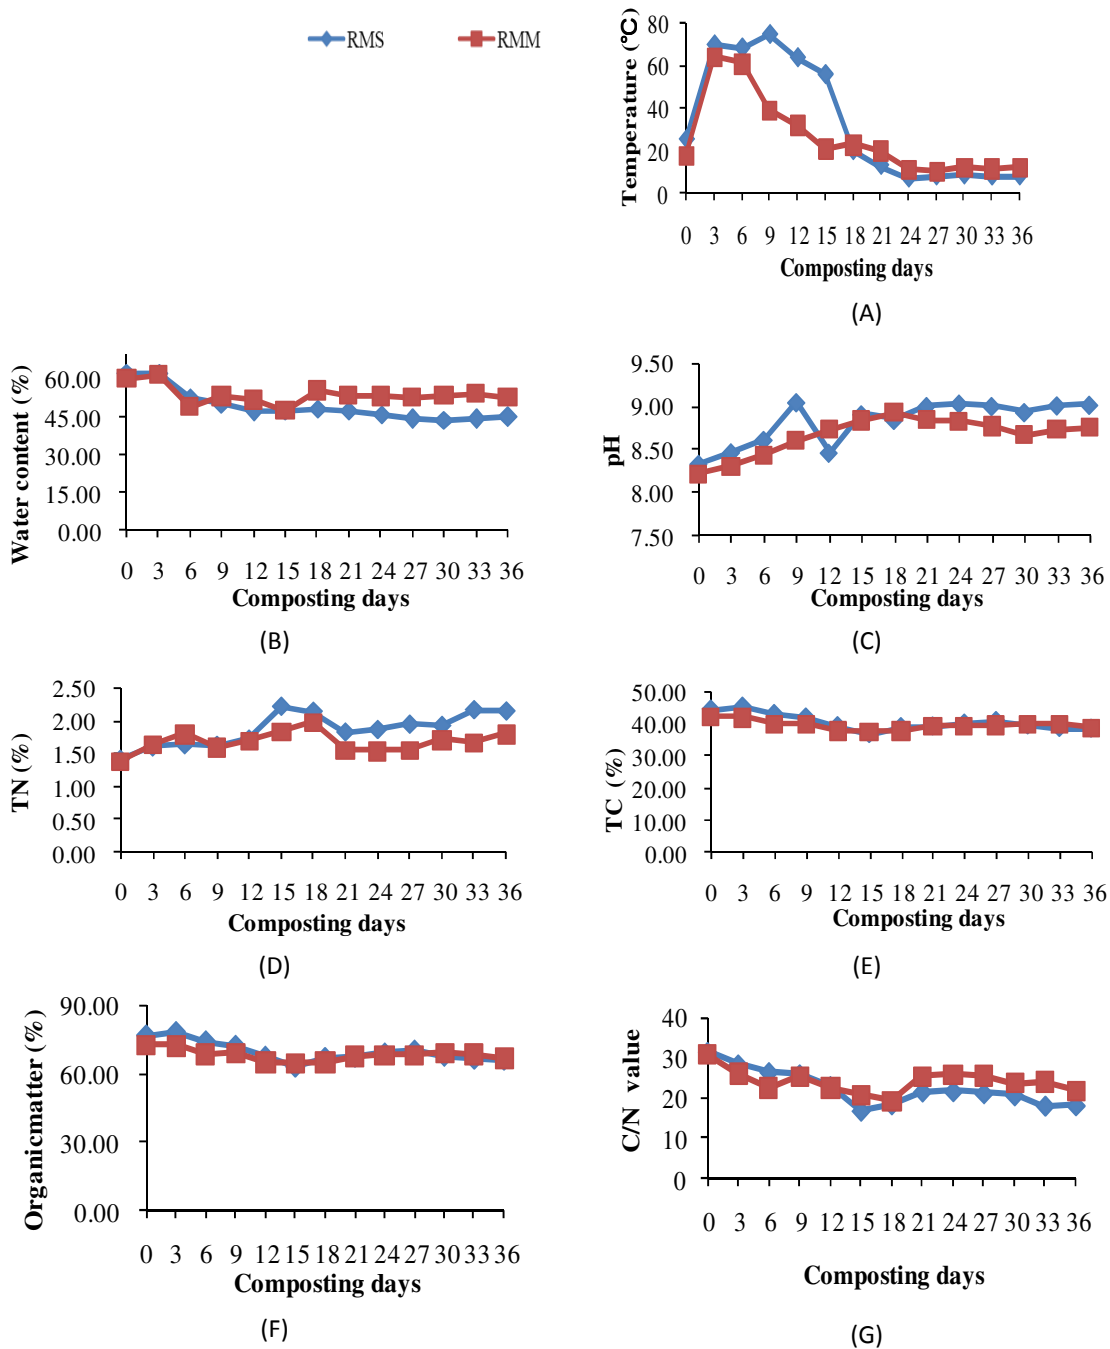 RMS RMM
Temperature (℃)
80
60
40
20
0
0 3 6 9 12 15 18 21 24 27 30 33 36
Composting days
(A)
Water content (%)
60.00
45.00
30.00
15.00
0.00
0 3 6 9 12 15 18 21 24 27 30 33 36
Composting days
(B)
pH
9.50
9.00
8.50
8.00
7.50
0 3 6 9 12 15 18 21 24 27 30 33 36
Composting days
(C)
TN (%)
2.50
2.00
1.50
1.00
0.50
0.00
0 3 6 9 12 15 18 21 24 27 30 33 36
Composting days
(D)
TC (%)
50.00
40.00
30.00
20.00
10.00
0.00
0 3 6 9 12 15 18 21 24 27 30 33 36
Composting days
(E)
Organicmatter (%)
90.00
60.00
30.00
0.00
0 3 6 9 12 15 18 21 24 27 30 33 36
Composting days
(F)
C/N value
40
30
20
10
0
0 3 6 9 12 15 18 21 24 27 30 33 36
Composting days
(G)